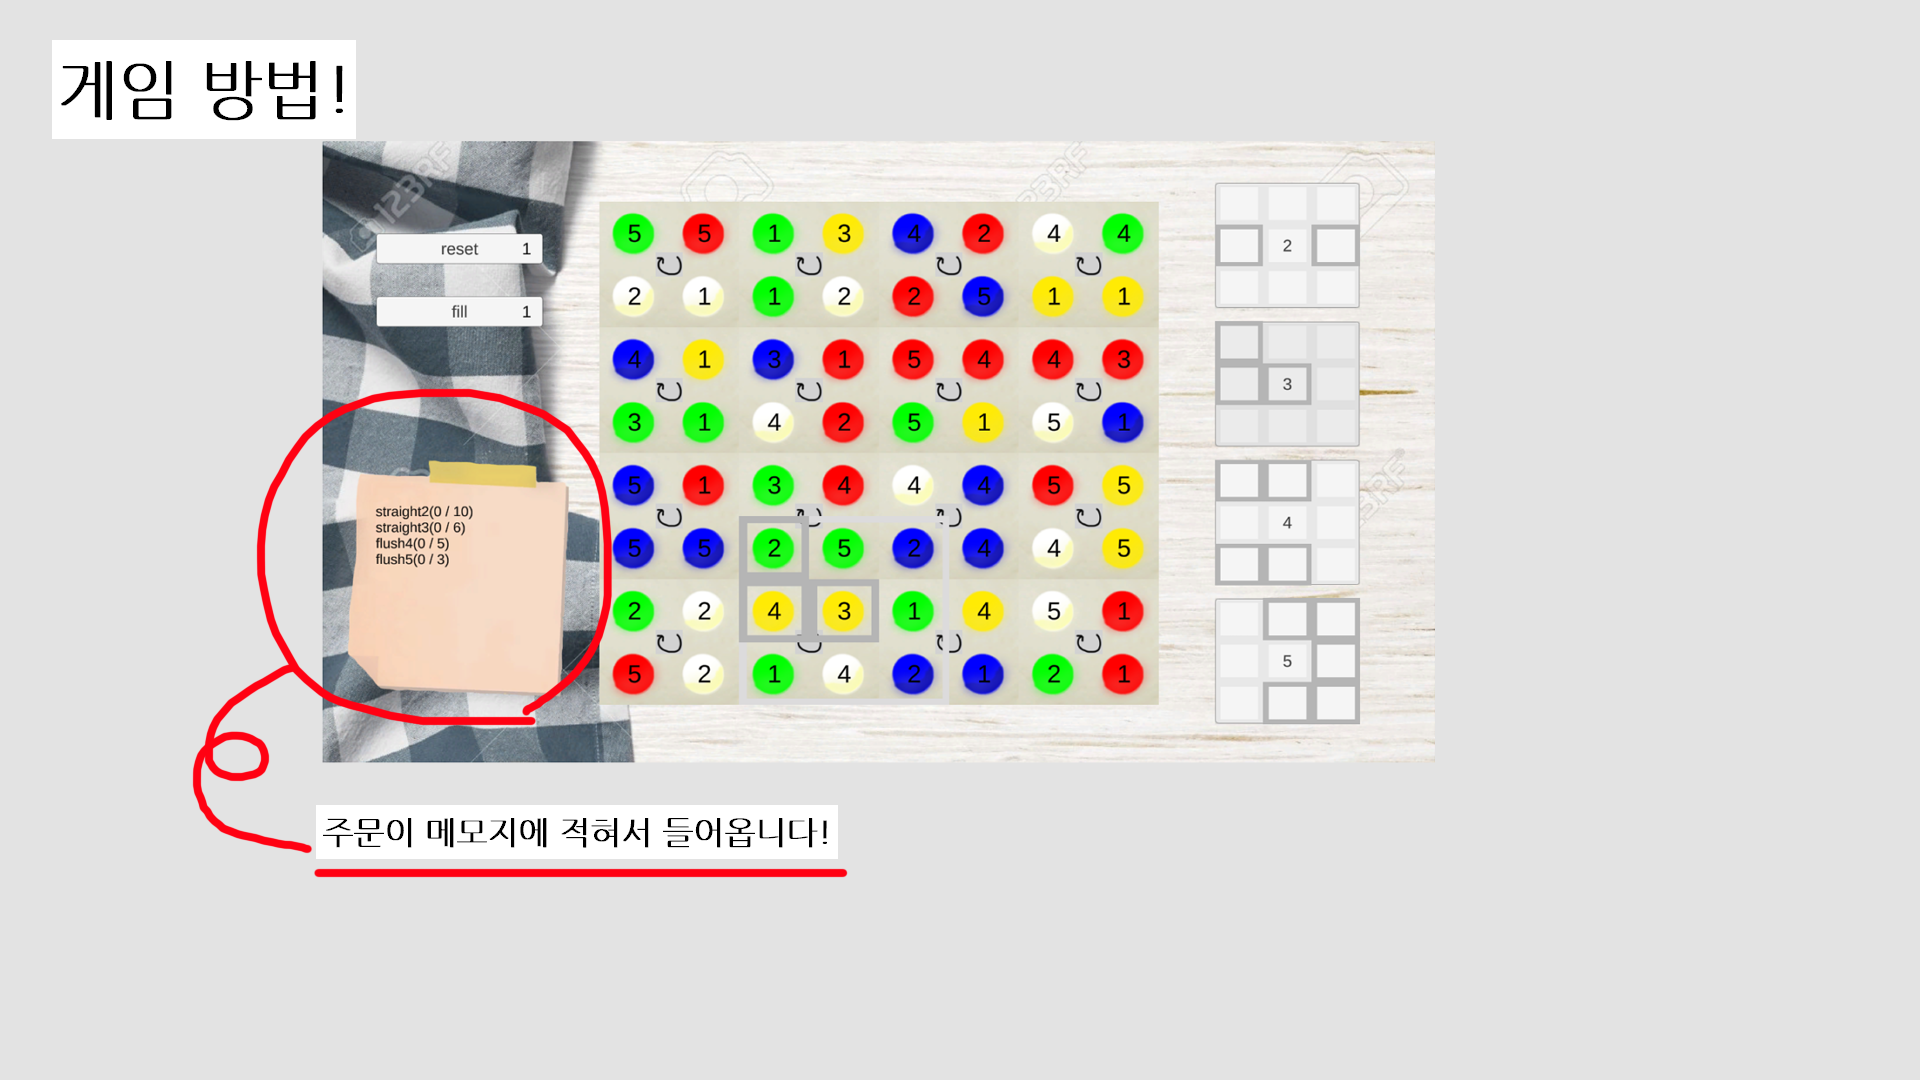 게임 방법!
123RF
123RF
reset 1
fill 1
5 5 1 3 4 2 4 4
2 1 1 2 2 5 1 1
4 1 3 1 5 4 4 3
3 1 4 2 5 1 5 1
5 1 3 4 4 4 5 5
5 5 2 5 2 4 4 5
2 2 4 3 1 4 5 1
5 2 1 4 2 1 2 1
2
3
4
5
straight2(0 / 10)
straight3(0 / 6)
flush4(0 / 5)
flush5(0 / 3)
주문이 메모지에 적혀서 들어옵니다!